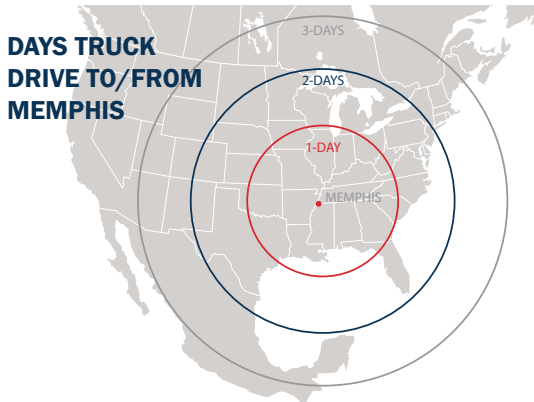 DAYS TRUCK
DRIVE TO/FROM
MEMPHIS
3-DAYS
2-DAYS
1-DAY
MEMPHIS